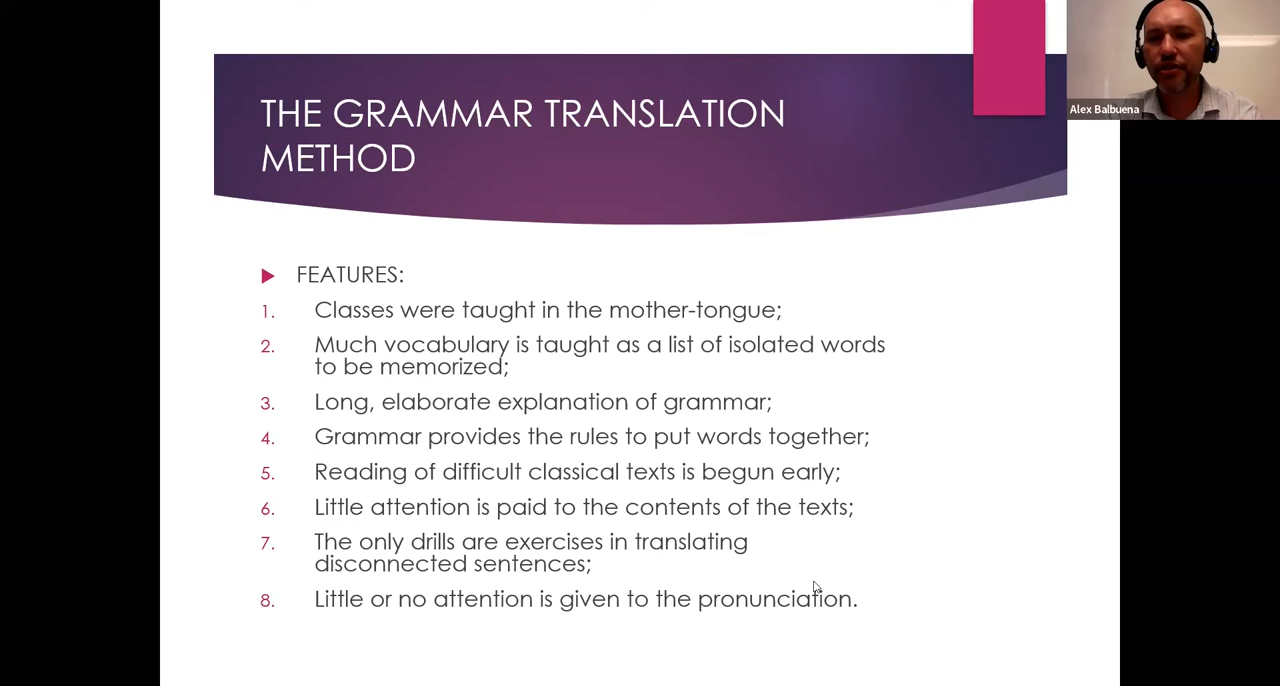 Alex Balbuena
THE GRAMMAR TRANSLATION
METHOD
FEATURES:
1. Classes were taught in the mother-tongue;
2. Much vocabulary is taught as a list of isolated words
to be memorized;
3. Long, elaborate explanation of grammar;
4. Grammar provides the rules to put words together;
5. Reading of difficult classical texts is begun early;
6. Little attention is paid to the contents of the texts;
7. The only drills are exercises in translating
disconnected sentences;
8. Little or no attention is given to the pronunciation.